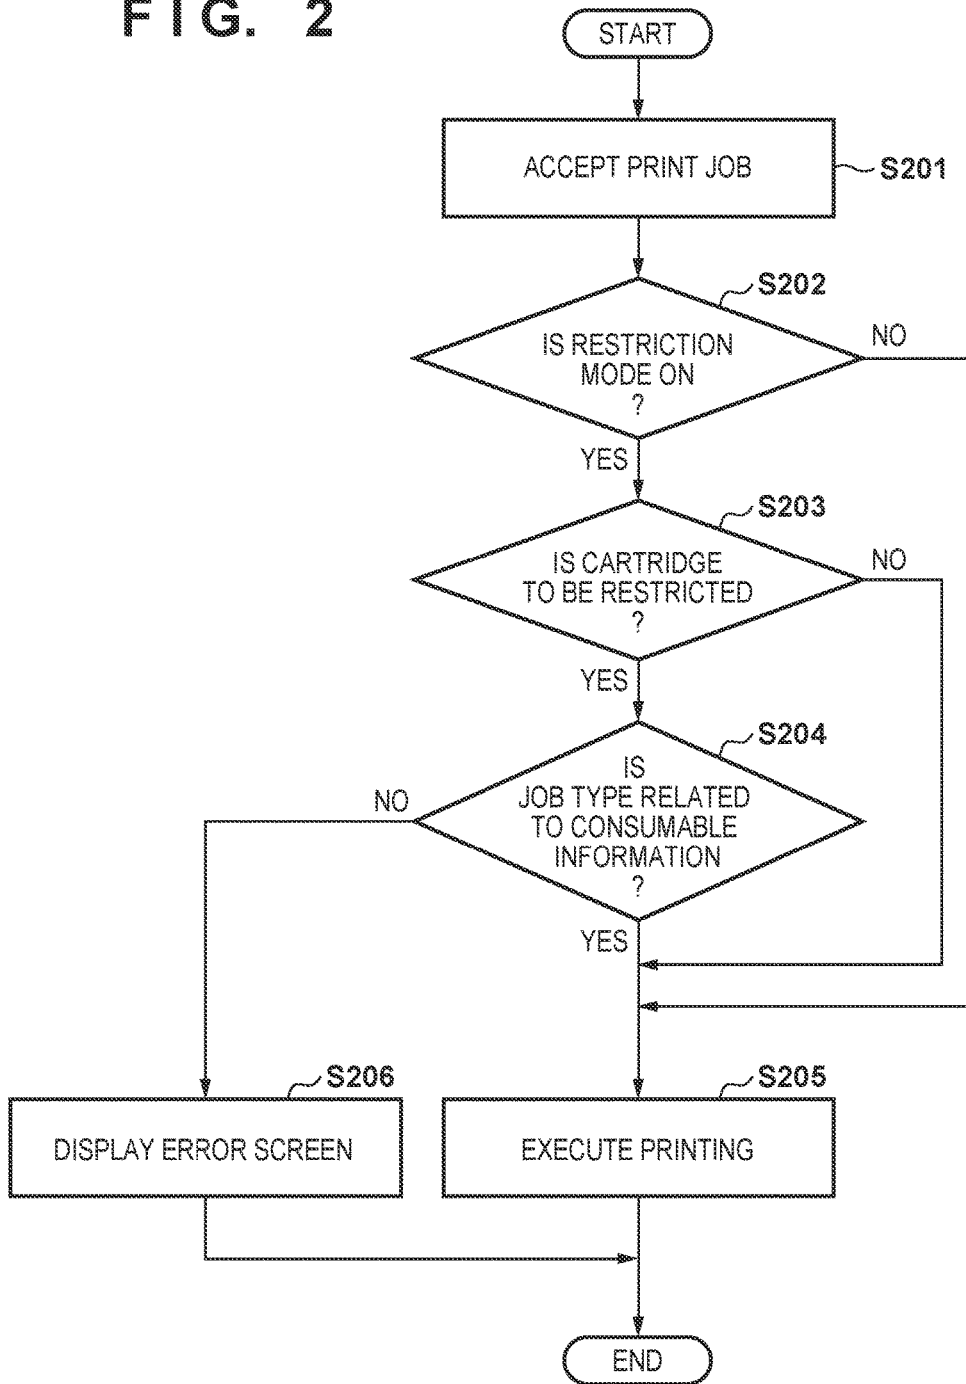 FIG. 2
START
ACCEPT PRINT JOB
S201
S202
IS RESTRICTION
MODE ON
?
NO
YES
S203
IS CARTRIDGE
TO BE RESTRICTED
?
NO
YES
S204
IS
JOB TYPE RELATED
TO CONSUMABLE
INFORMATION
?
NO
YES
S206
DISPLAY ERROR SCREEN
S205
EXECUTE PRINTING
END